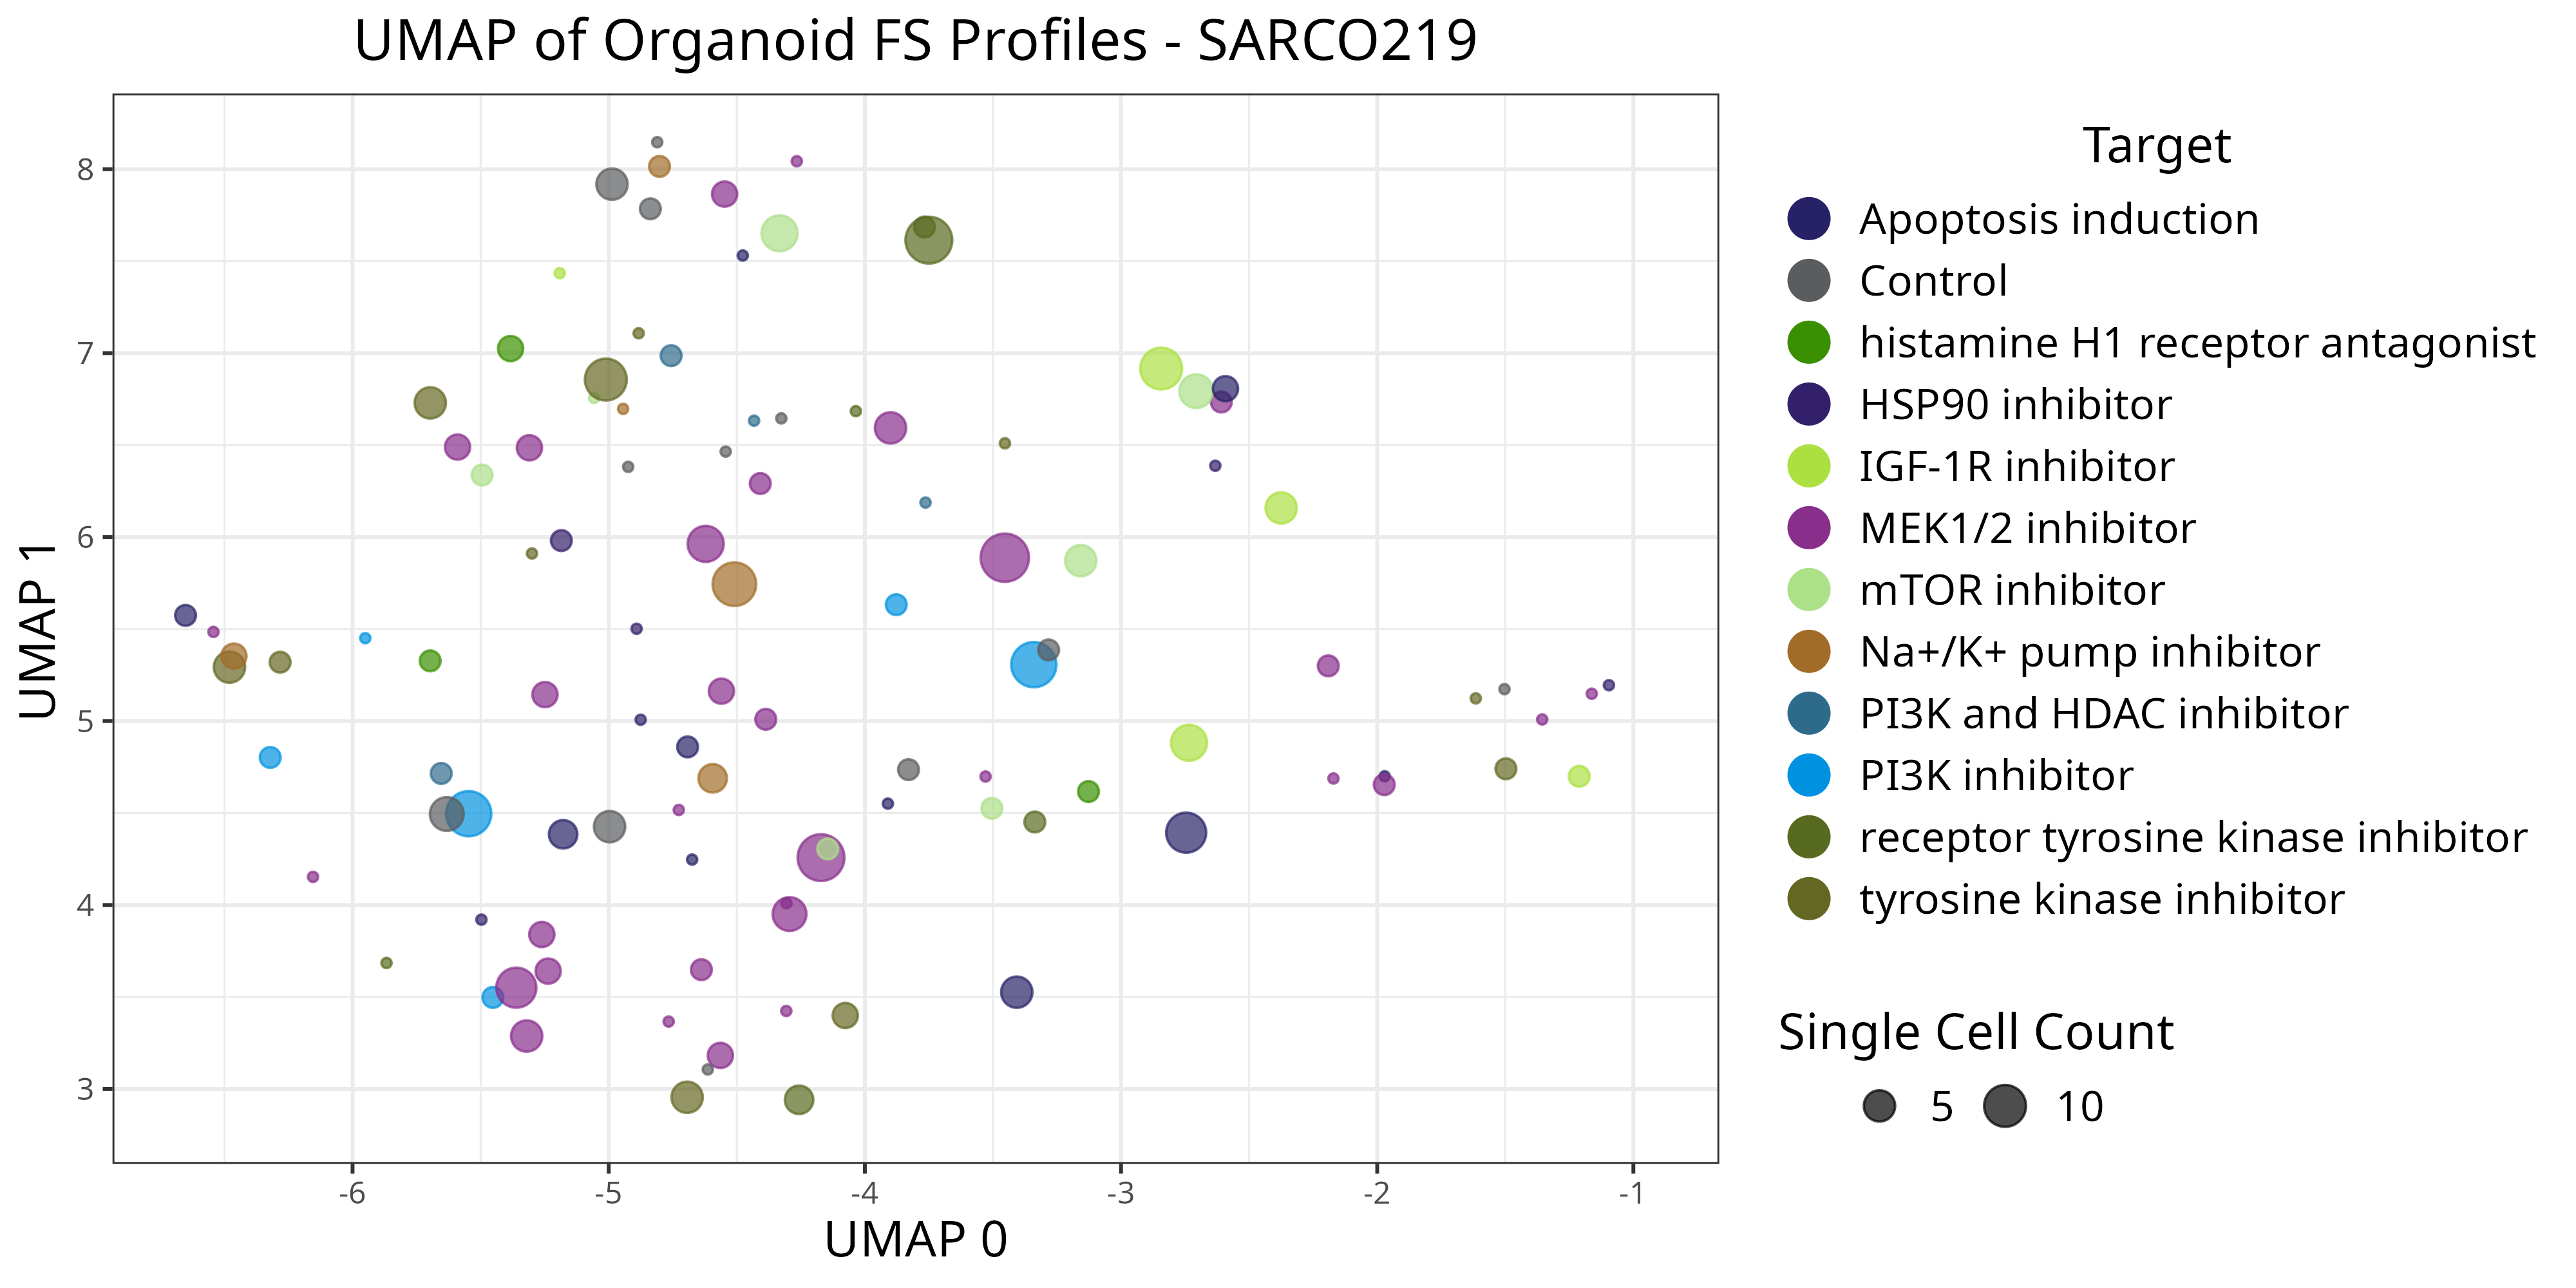 UMAP of Organoid FS Profiles - SARCO219
UMAP 1
8
7
6
5
4
3
-6
-5
-4
-3
-2
-1
UMAP 0
Target
Apoptosis induction
Control
histamine H1 receptor antagonist
HSP90 inhibitor
IGF-1R inhibitor
MEK1/2 inhibitor
mTOR inhibitor
Na+/K+ pump inhibitor
PI3K and HDAC inhibitor
PI3K inhibitor
receptor tyrosine kinase inhibitor
tyrosine kinase inhibitor
Single Cell Count
5 10